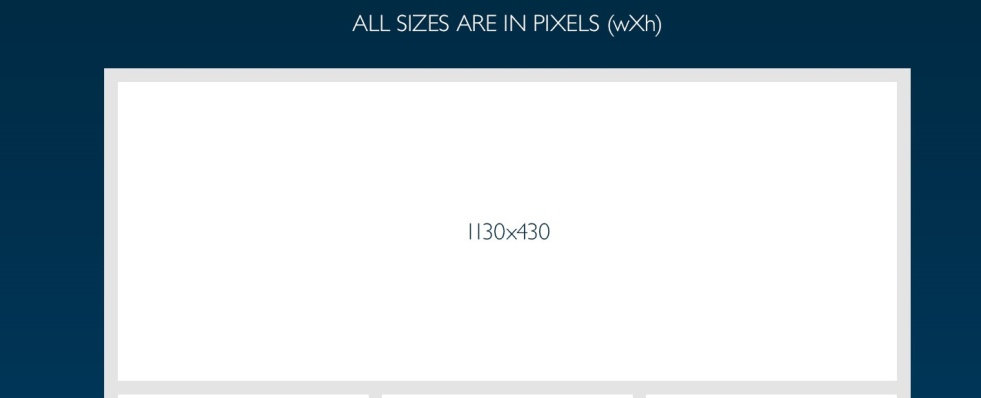 ALL SIZES ARE IN PIXELS (wXh)
1130x430